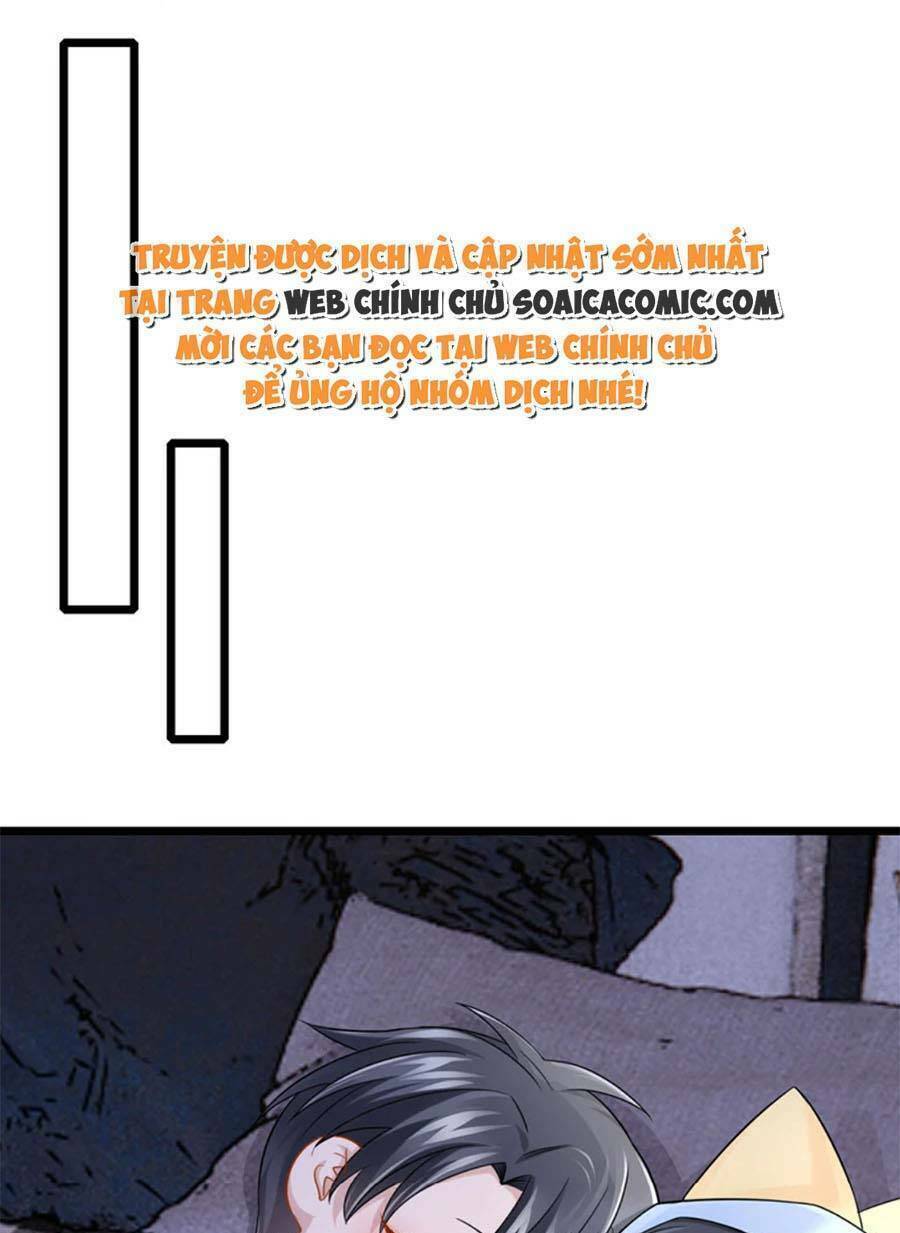 TRUYỆN ĐƯỢC DỊCH VÀ CẬP NHẬT SỚM NHẤT
TẠI TRANG WEB CHÍNH CHỦ SOAICACOMIC.COM
MỜI CÁC BẠN ĐỌC TẠI WEB CHÍNH CHỦ
ĐỂ ỦNG HỘ NHÓM DỊCH NHÉ!